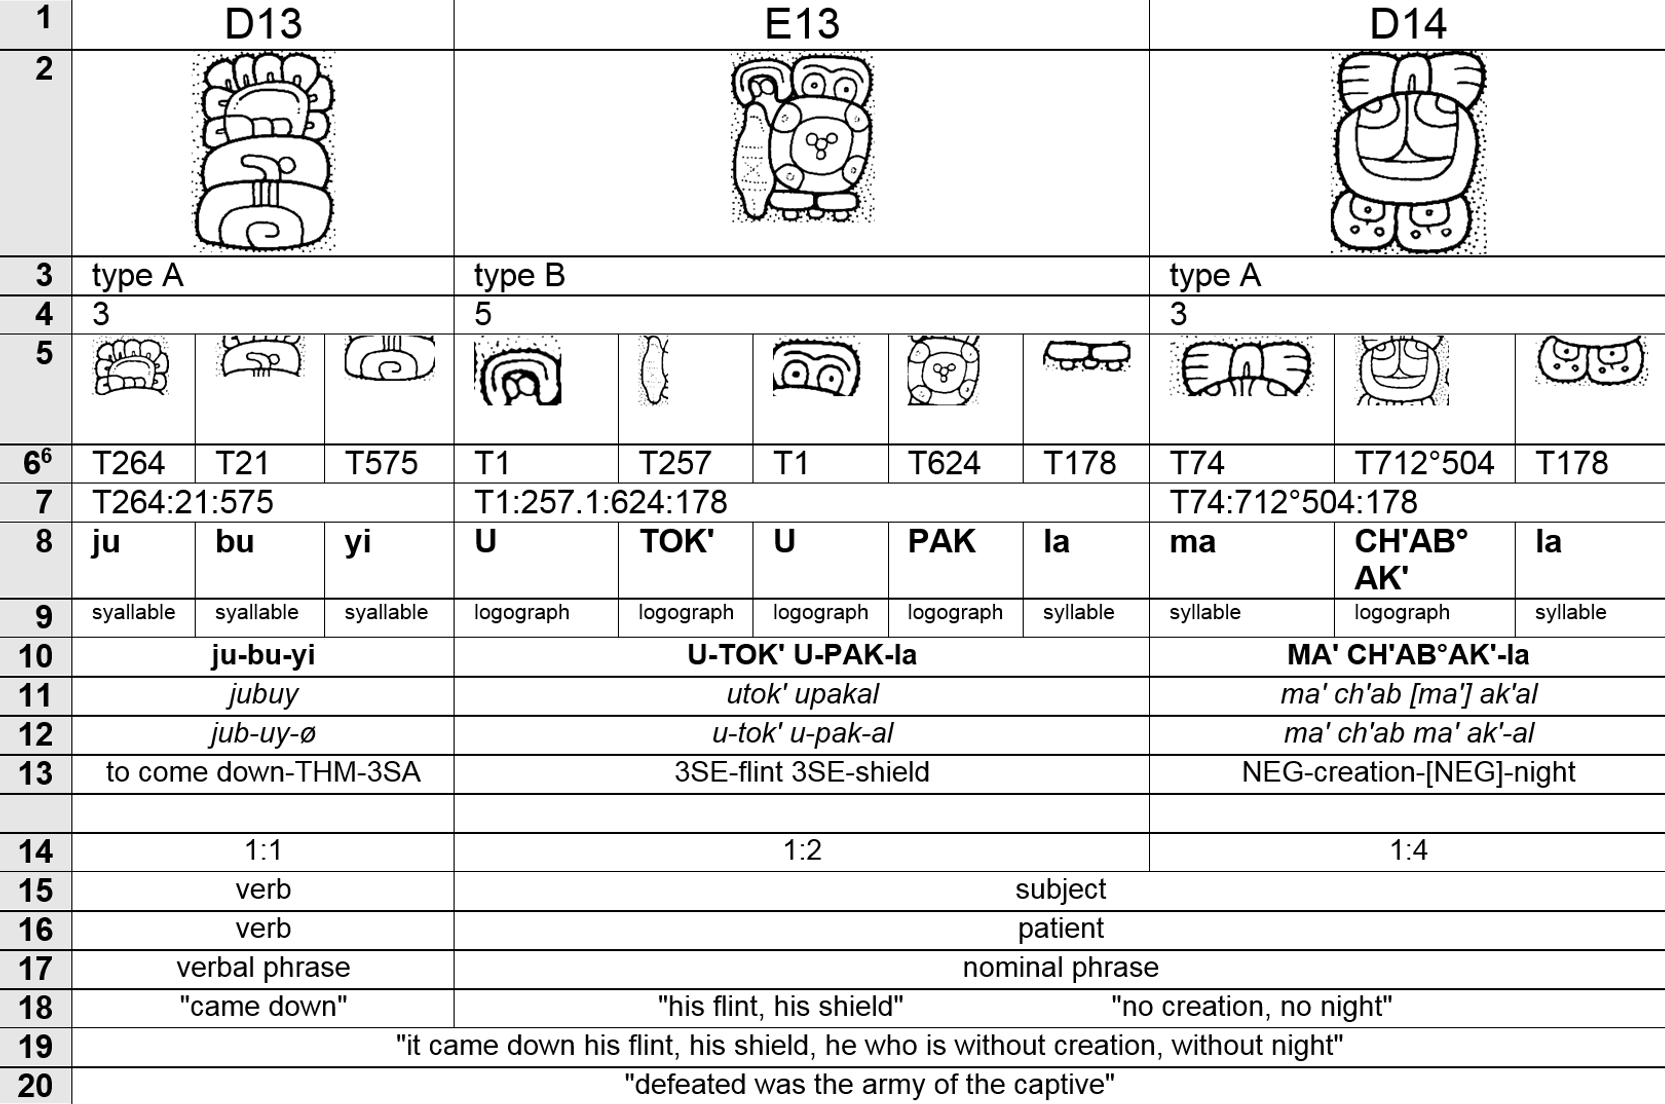 1 D13 E13 D14
2
3 type A type B type A
4 3 5 3
5
6⁶ T264 T21 T575 T1 T257 T1 T624 T178 T74 T712°504 T178
7 T264:21:575 T1:257.1:624:178 T74:712°504:178
8 ju bu yi U TOK' U PAK la ma CH'AB°
AK' la
9 syallable syallable syallable logograph logograph logograph logograph syllable syllable logograph syllable
10 ju-bu-yi U-TOK' U-PAK-la MA' CH'AB°AK'-la
11 jubuy utok' upakal ma' ch'ab [ma'] ak'al
12 jub-uy-ø u-tok' u-pak-al ma' ch'ab ma' ak'-al
13 to come down-THM-3SA 3SE-flint 3SE-shield NEG-creation-[NEG]-night
14 1:1 1:2 1:4
15 verb subject
16 verb patient
17 verbal phrase nominal phrase
18 "came down" "his flint, his shield" "no creation, no night"
19 "it came down his flint, his shield, he who is without creation, without night"
20 "defeated was the army of the captive"